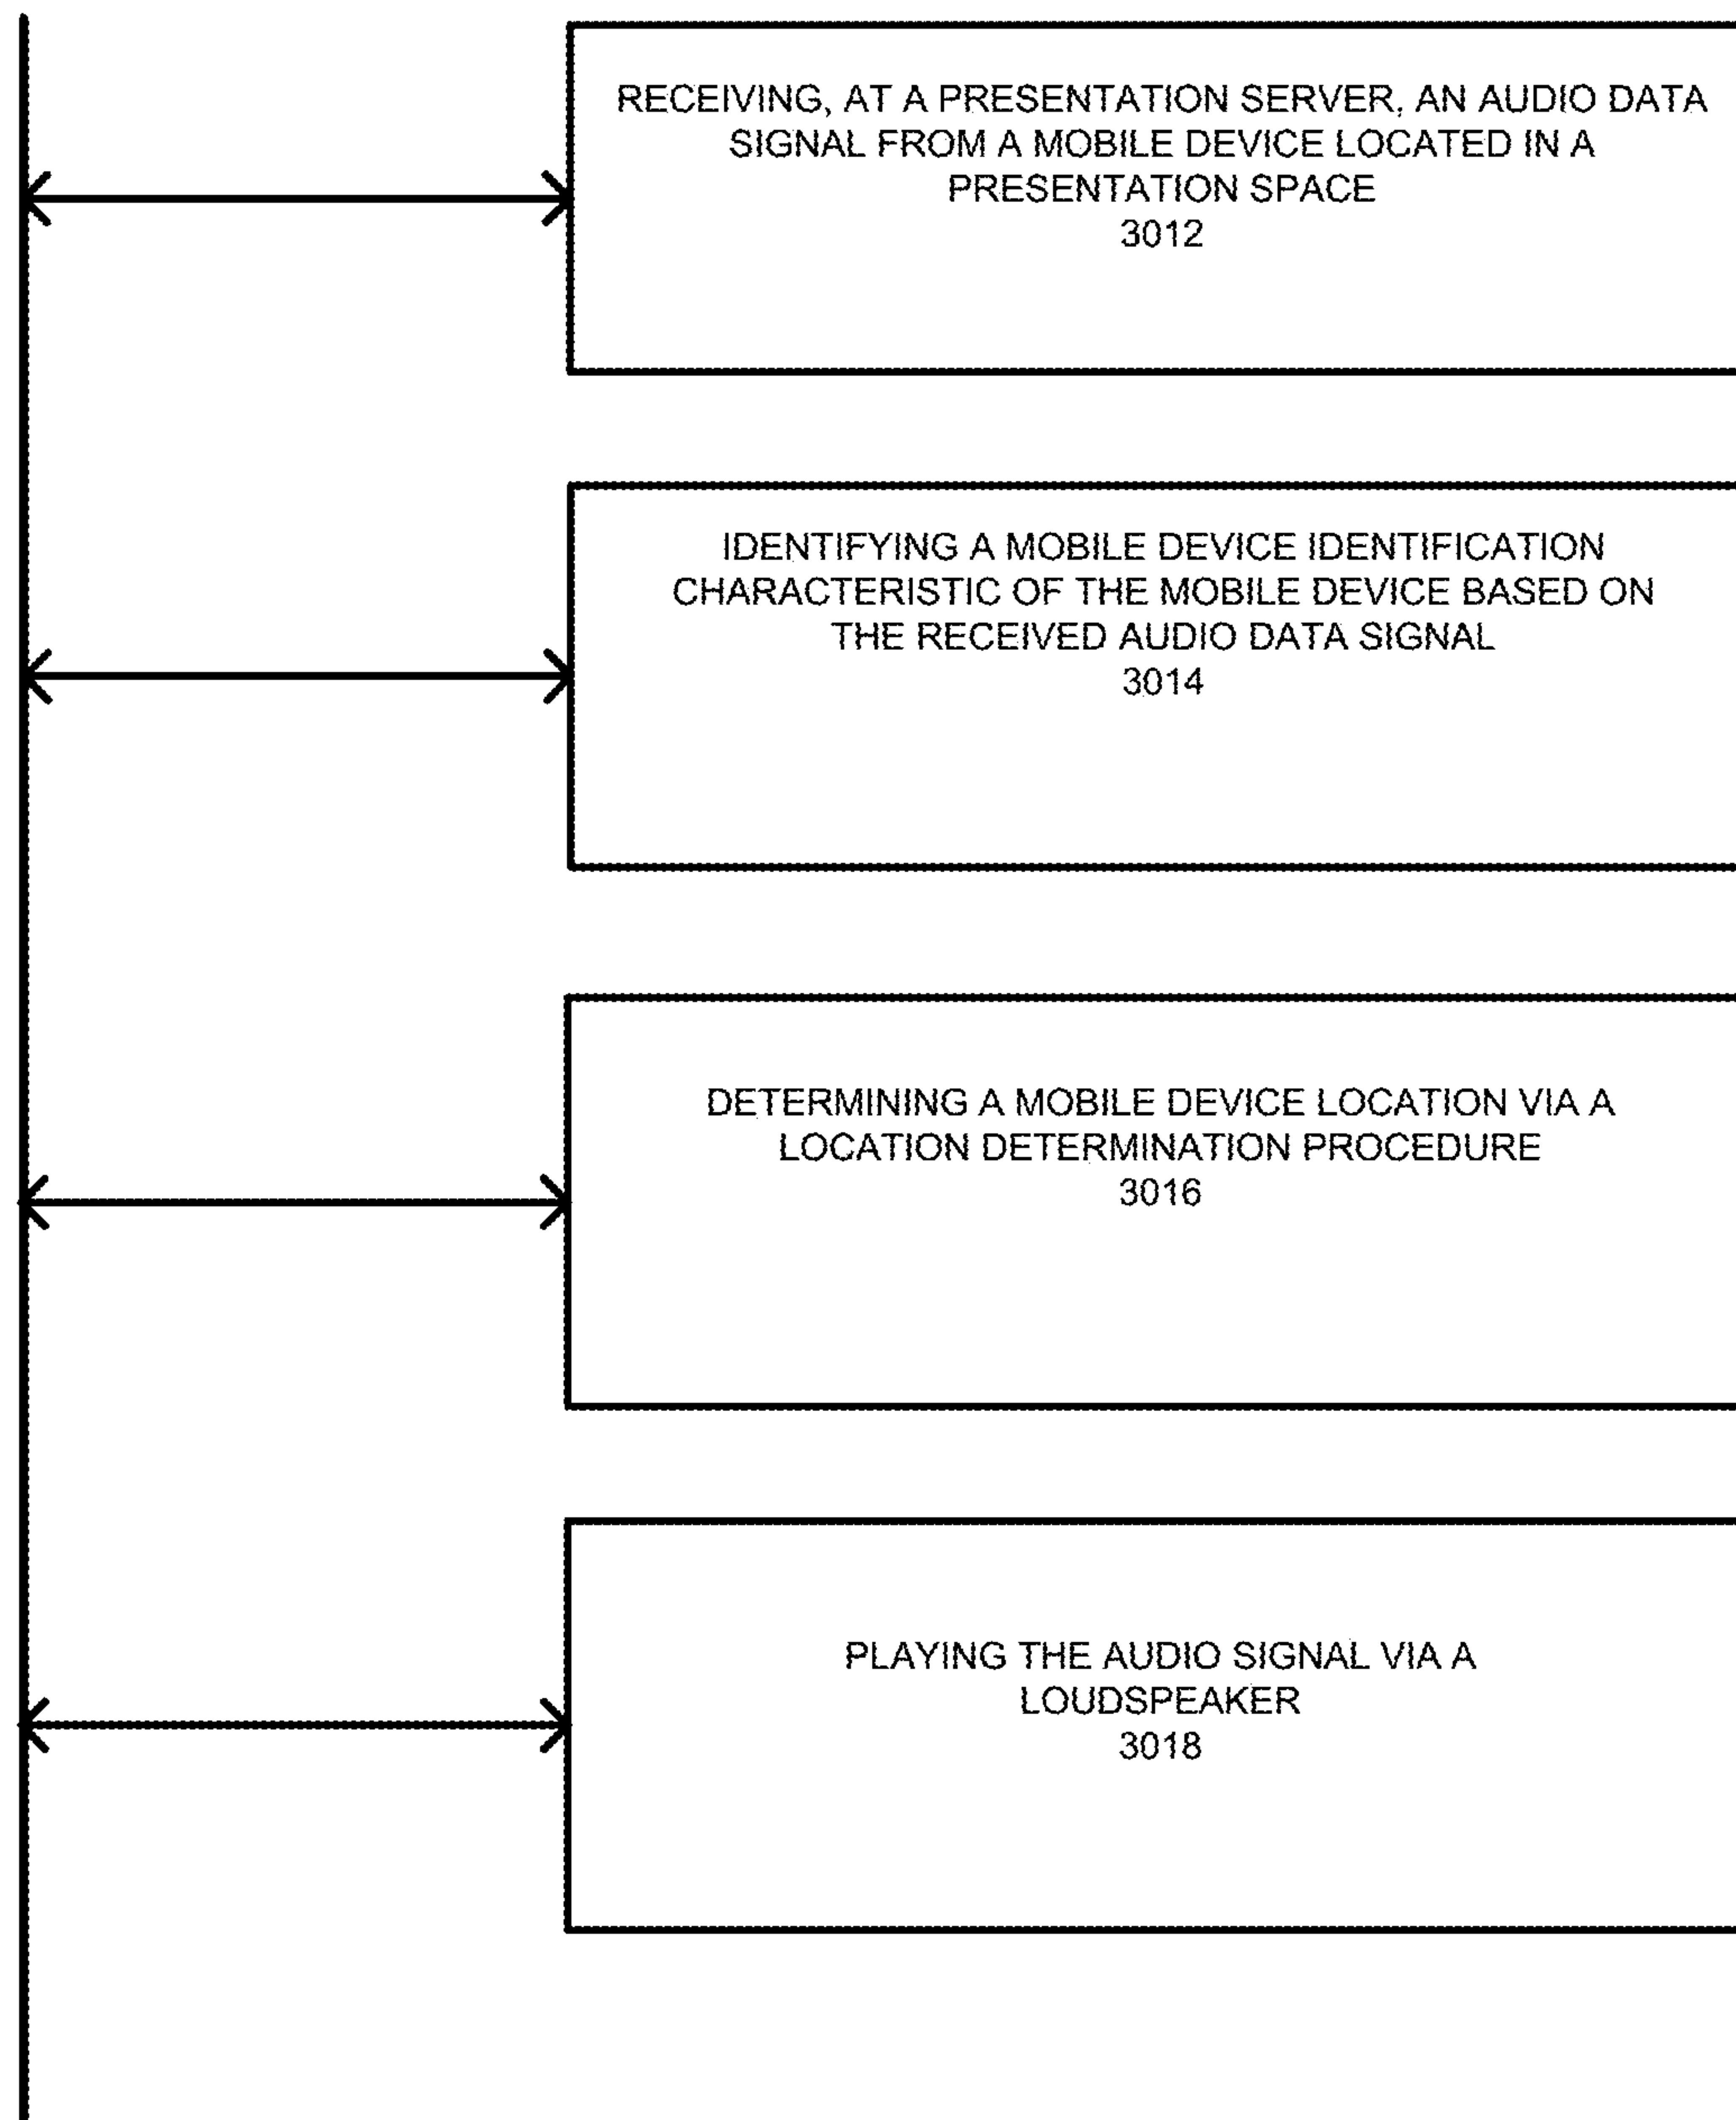 RECEIVING, AT A PRESENTATION SERVER, AN AUDIO DATA
SIGNAL FROM A MOBILE DEVICE LOCATED IN A
PRESENTATION SPACE
3012
IDENTIFYING A MOBILE DEVICE IDENTIFICATION
CHARACTERISTIC OF THE MOBILE DEVICE BASED ON
THE RECEIVED AUDIO DATA SIGNAL
3014
DETERMINING A MOBILE DEVICE LOCATION VIA A
LOCATION DETERMINATION PROCEDURE
3016
PLAYING THE AUDIO SIGNAL VIA A
LOUDSPEAKER
3018